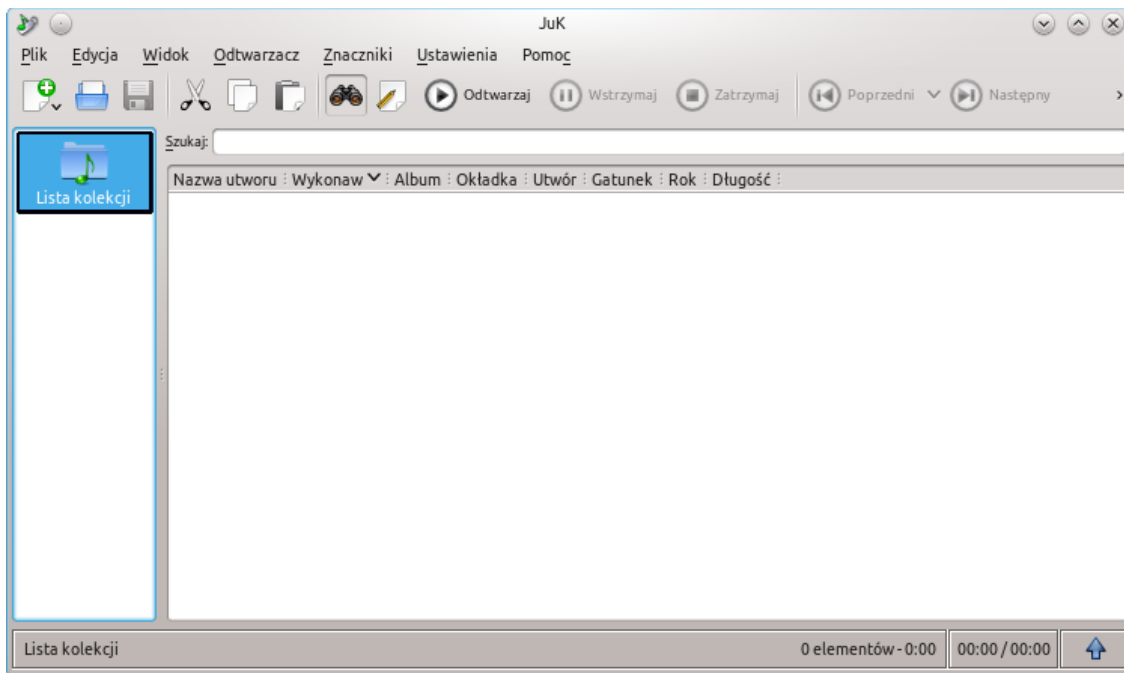 JuK
Plik Edycja Widok Odtwarzacz Znaczniki Ustawienia Pomoc
Odtwarzaj Wstrzymaj Zatrzymaj Poprzedni Następny
Szukaj:
Lista kolekcji
Nazwa utworu Wykonaw Album Okładka Utwór Gatunek Rok Długość
Lista kolekcji 0 elementów - 0:00 00:00 / 00:00